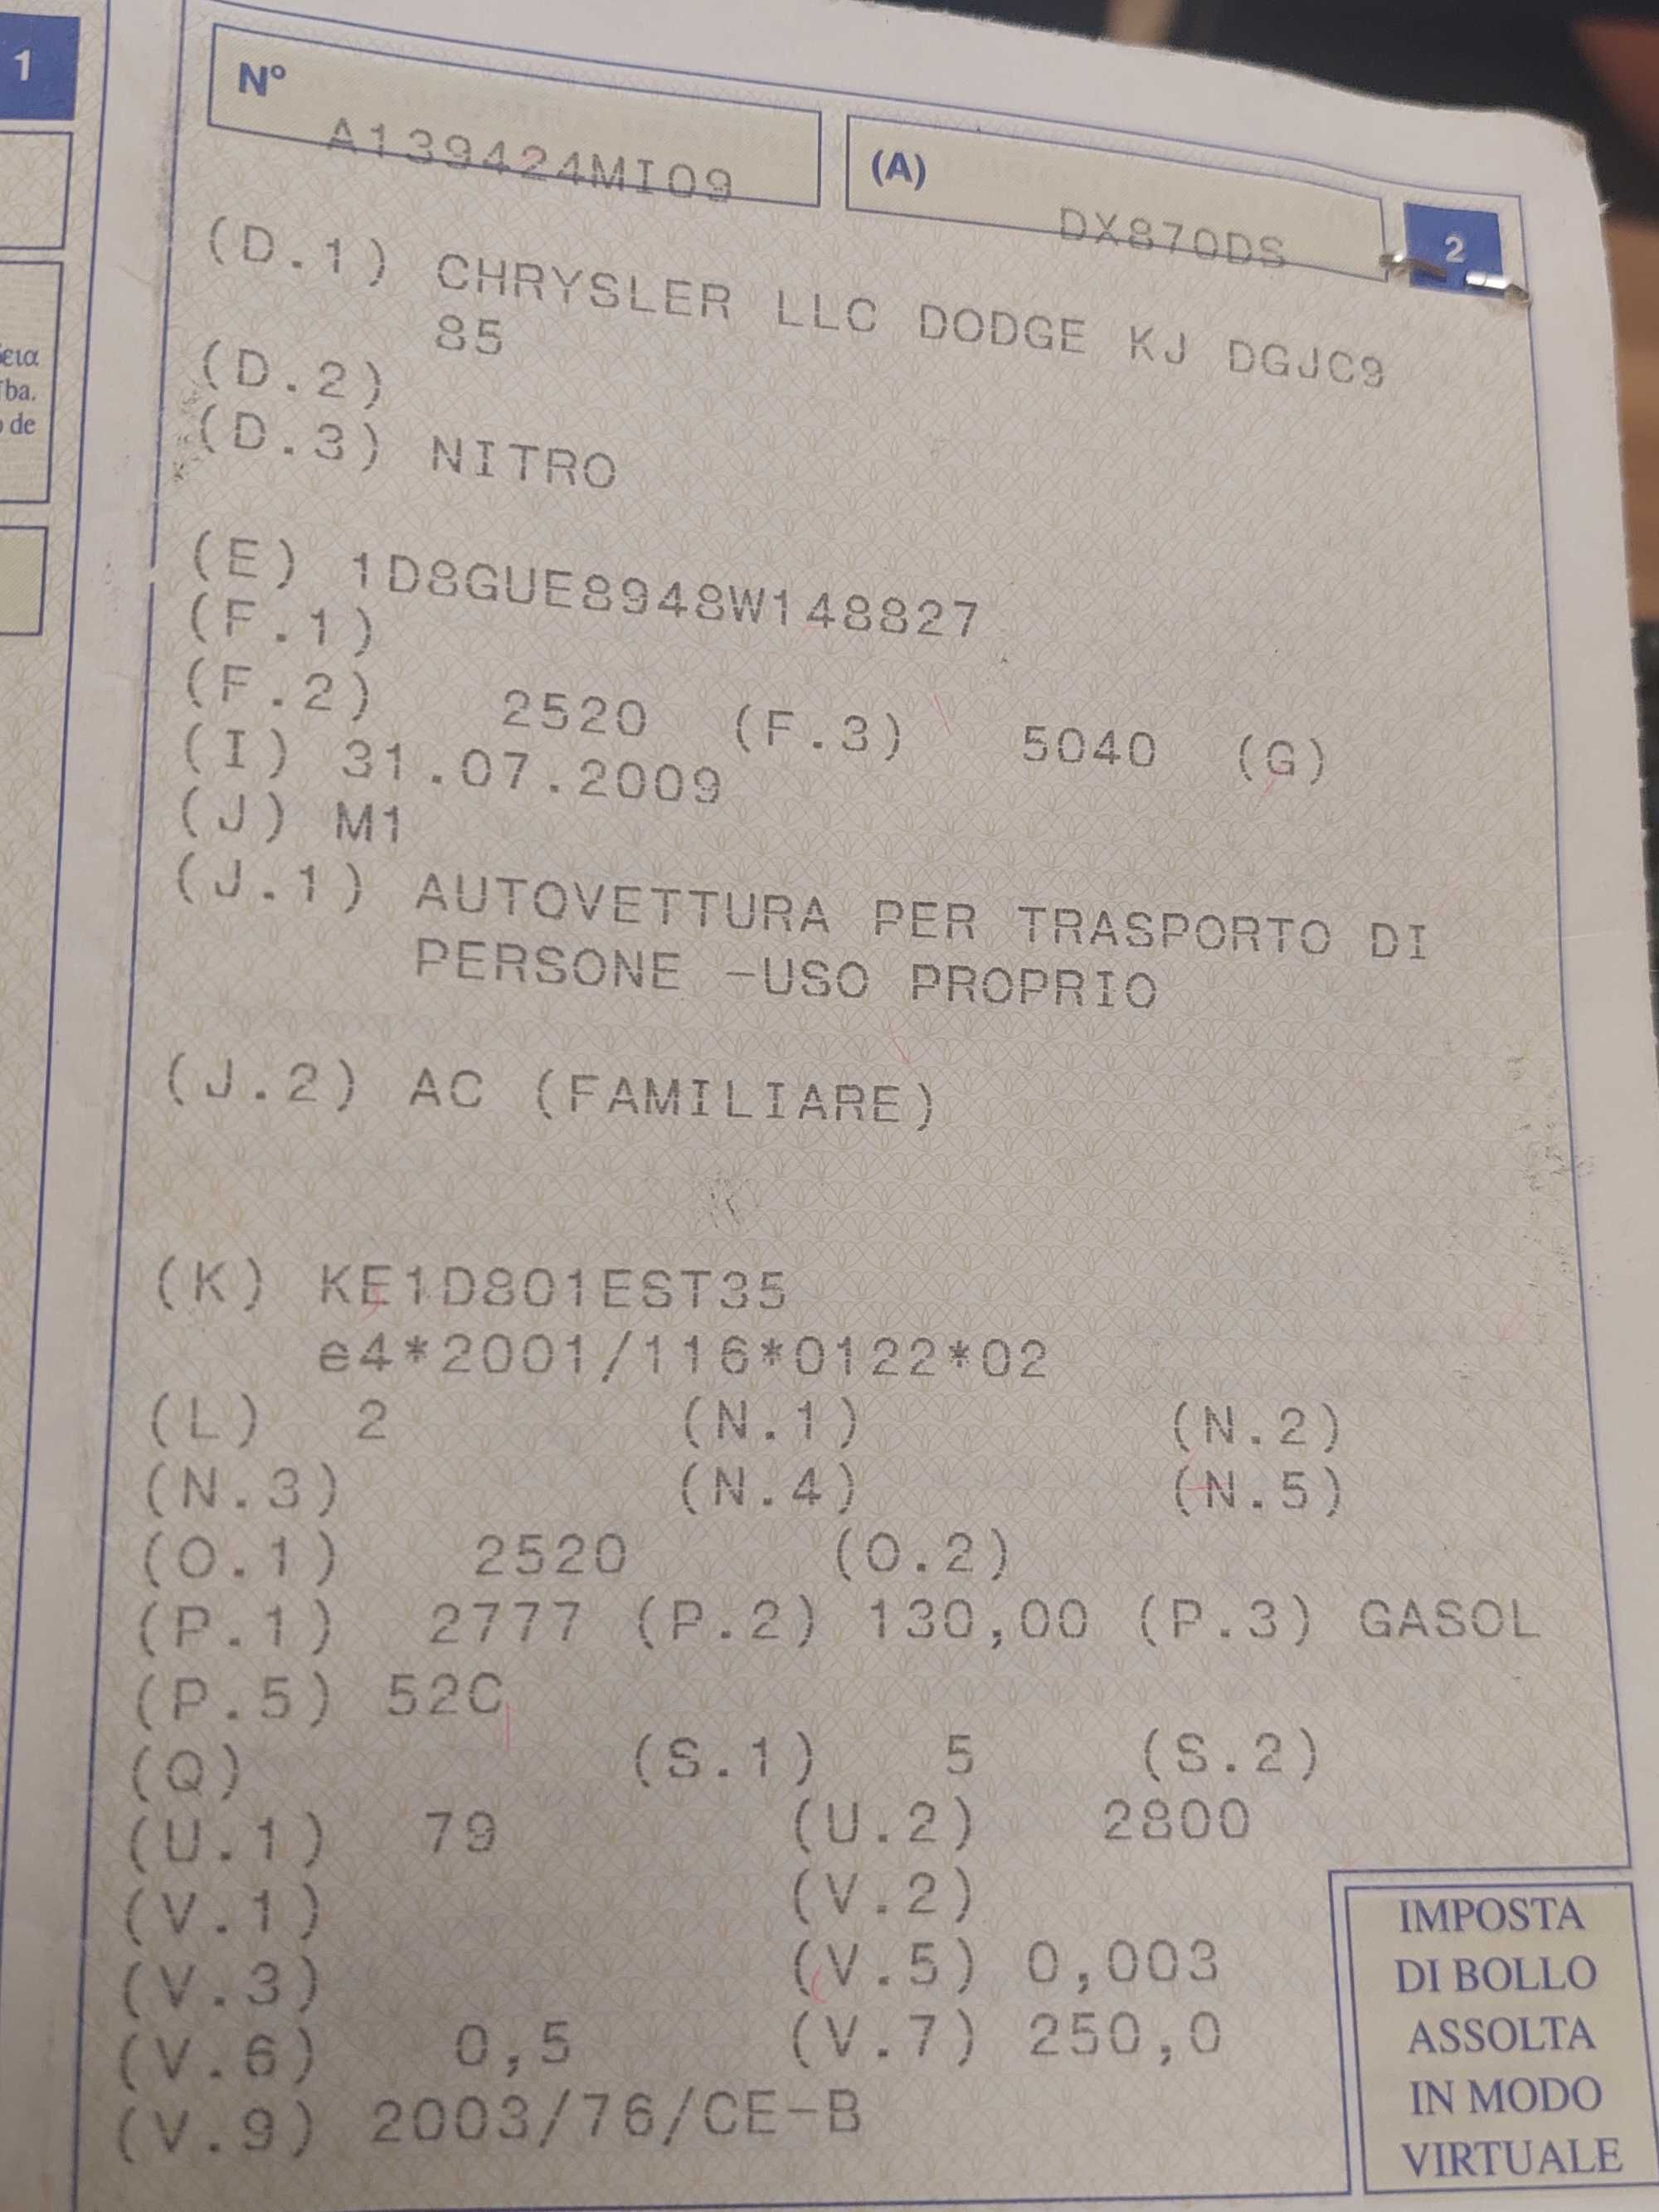 1
εια
ība.
o de
N°
A139424MI09
(A)
DX870DS
2
(D.1) CHRYSLER LLC DODGE KJ DGJC9
85
(D.2)
(D.3) NITRO
(E) 1D8GUE8948W148827
(F.1)
(F.2) 2520 (F.3) 5040 (G)
(I) 31.07.2009
(J) M1
(J.1) AUTOVETTURA PER TRASPORTO DI
PERSONE -USO PROPRIO
(J.2) AC (FAMILIARE)
(K) KE1D801EST35
e4*2001/116*0122*02
(L) 2 (N.1) (N.2)
(N.3) (N.4) (N.5)
(O.1) 2520 (O.2)
(P.1) 2777 (P.2) 130,00 (P.3) GASOL
(P.5) 52C
(Q) (S.1) 5 (S.2)
(U.1) 79 (U.2) 2800
(V.1) (V.2)
(V.3) (V.5) 0,003
(V.6) 0,5 (V.7) 250,0
(V.9) 2003/76/CE-B
IMPOSTA
DI BOLLO
ASSOLTA
IN MODO
VIRTUALE